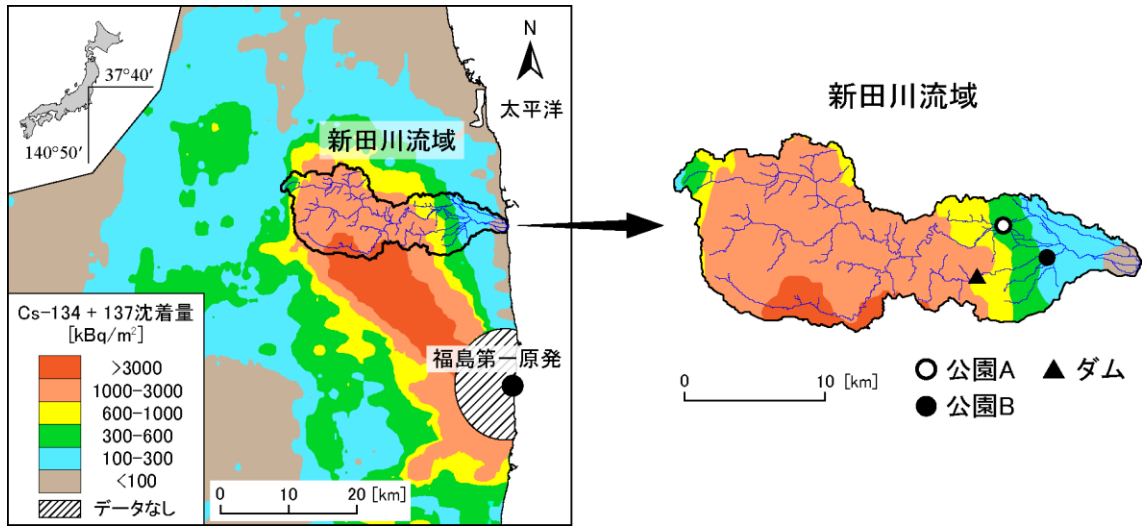 37°40′
140°50′
N
太平洋
新田川流域
福島第一原発
Cs-134 + 137沈着量
[kBq/m²]
>3000
1000-3000
600-1000
300-600
100-300
<100
データなし
0 10 20 [km]
新田川流域
0 10 [km]
公園A
ダム
公園B